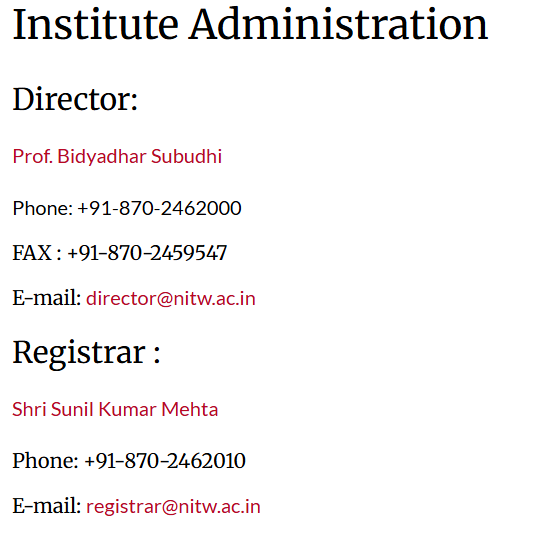 Institute Administration
Director:
Prof. Bidyadhar Subudhi
Phone: +91-870-2462000
FAX : +91-870-2459547
E-mail: director@nitw.ac.in
Registrar :
Shri Sunil Kumar Mehta
Phone: +91-870-2462010
E-mail: registrar@nitw.ac.in